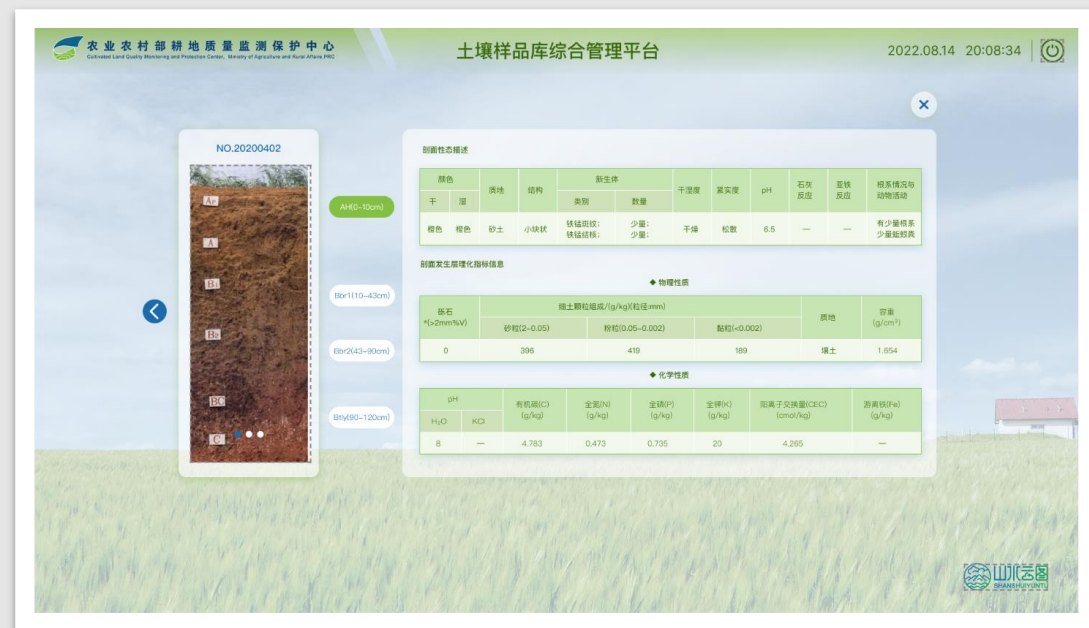 农业农村部耕地质量监测保护中心
Cultivated Land Quality Monitoring and Protection Center, Ministry of Agriculture and Rural Affairs,PRC
土壤样品库综合管理平台
2022.08.14 20:08:34
NO.20200402
Ap
A
B1
B2
BC
C
AH(0-10cm)
Bbr1(10-43cm)
Bbr2(43-90cm)
Btly(90-120cm)
剖面性态描述
颜色 质地 结构 新生体 干湿度 紧实度 pH 石灰反应 亚铁反应 根系情况与动物活动
干 湿 类别 数量
橙色 橙色 砂土 小块状 铁锰斑纹; 少量; 干燥 松散 6.5 — — 有少量根系
铁锰结核; 少量; 少量蚯蚓粪
剖面发生层理化指标信息
◆ 物理性质
砾石 *(>2mm%V) 细土颗粒组成/(g/kg)(粒径:mm) 质地 容重 (g/cm³)
砂粒(2-0.05) 粉粒(0.05-0.002) 黏粒(<0.002)
0 396 419 189 壤土 1.654
◆ 化学性质
pH 有机碳(C) (g/kg) 全氮(N) (g/kg) 全磷(P) (g/kg) 全钾(K) (g/kg) 阳离子交换量(CEC) (cmol/kg) 游离铁(Fe) (g/kg)
H₂O KCl
8 — 4.783 0.473 0.735 20 4.265 —
山水云图
SHANSHUIYUNTU